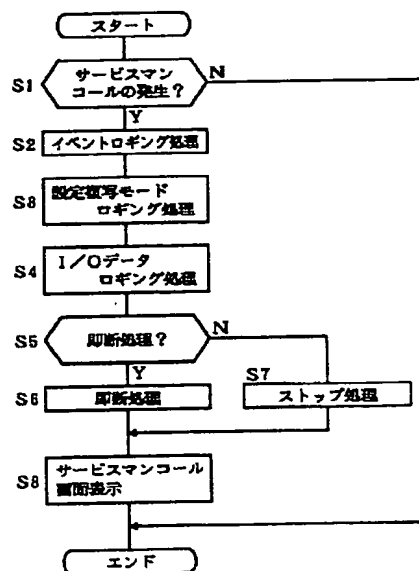 スタート
S1
サービスマン
コールの発生?
N
Y
S2
イベントロギング処理
S8
設定複写モード
ロギング処理
S4
I/Oデータ
ロギング処理
S5
即断処理?
N
Y
S6
即断処理
S7
ストップ処理
S8
サービスマンコール
画面表示
エンド